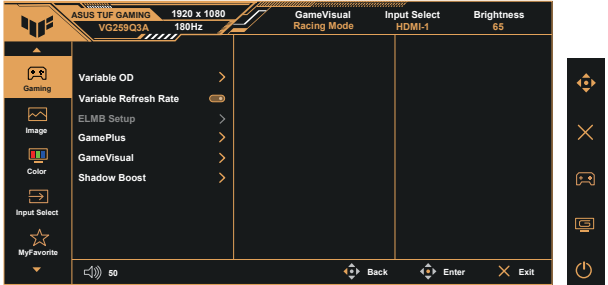 ASUS TUF GAMING 1920 x 1080 GameVisual Input Select Brightness
VG259Q3A 180Hz Racing Mode HDMI-1 65
Gaming
Image
Color
Input Select
MyFavorite
Variable OD
Variable Refresh Rate
ELMB Setup
GamePlus
GameVisual
Shadow Boost
50 Back Enter Exit